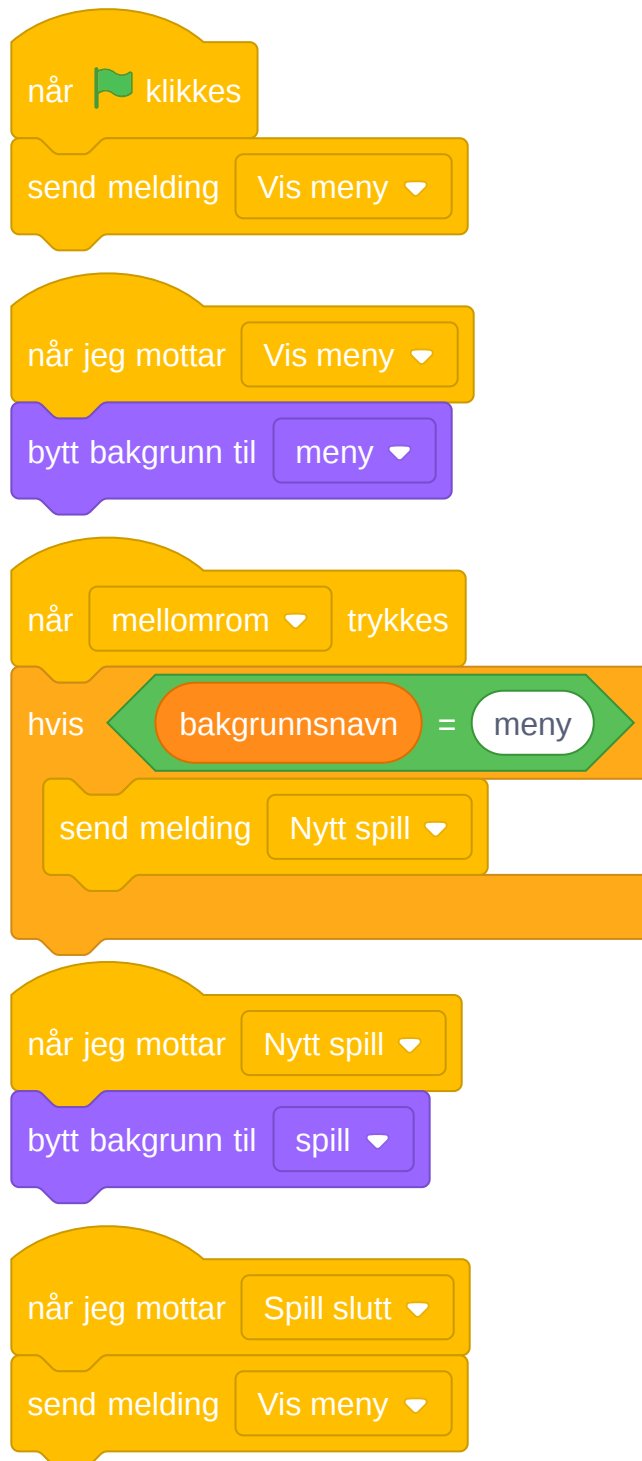 når klikkes
send melding Vis meny
når jeg mottar Vis meny
bytt bakgrunn til meny
når mellomrom trykkes
hvis bakgrunnsnavn = meny
send melding Nytt spill
når jeg mottar Nytt spill
bytt bakgrunn til spill
når jeg mottar Spill slutt
send melding Vis meny